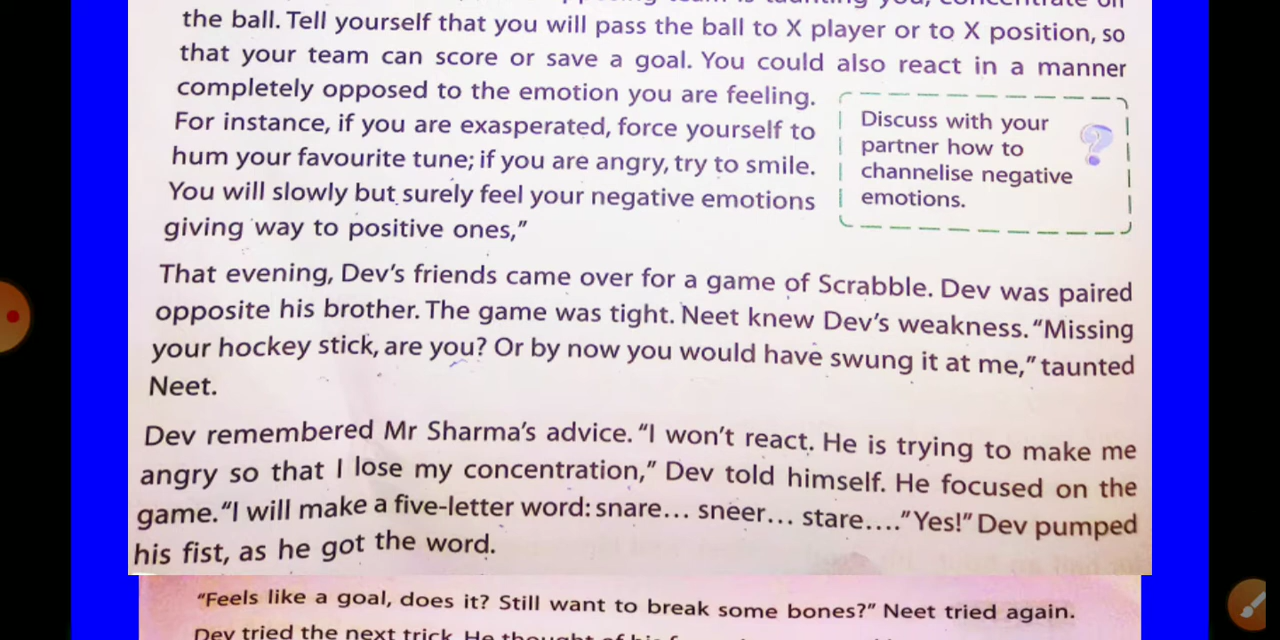 the ball. Tell yourself that you will pass the ball to X player or to X position, so
that your team can score or save a goal. You could also react in a manner
completely opposed to the emotion you are feeling.
For instance, if you are exasperated, force yourself to
hum your favourite tune; if you are angry, try to smile.
You will slowly but surely feel your negative emotions
giving way to positive ones,”
Discuss with your
partner how to
channelise negative
emotions.
?
That evening, Dev’s friends came over for a game of Scrabble. Dev was paired
opposite his brother. The game was tight. Neet knew Dev’s weakness. “Missing
your hockey stick, are you? Or by now you would have swung it at me,” taunted
Neet.
Dev remembered Mr Sharma’s advice. “I won’t react. He is trying to make me
angry so that I lose my concentration,” Dev told himself. He focused on the
game. “I will make a five-letter word: snare... sneer... stare....” Yes!” Dev pumped
his fist, as he got the word.
“Feels like a goal, does it? Still want to break some bones?” Neet tried again.
Dev tried the next trick. He thought of his